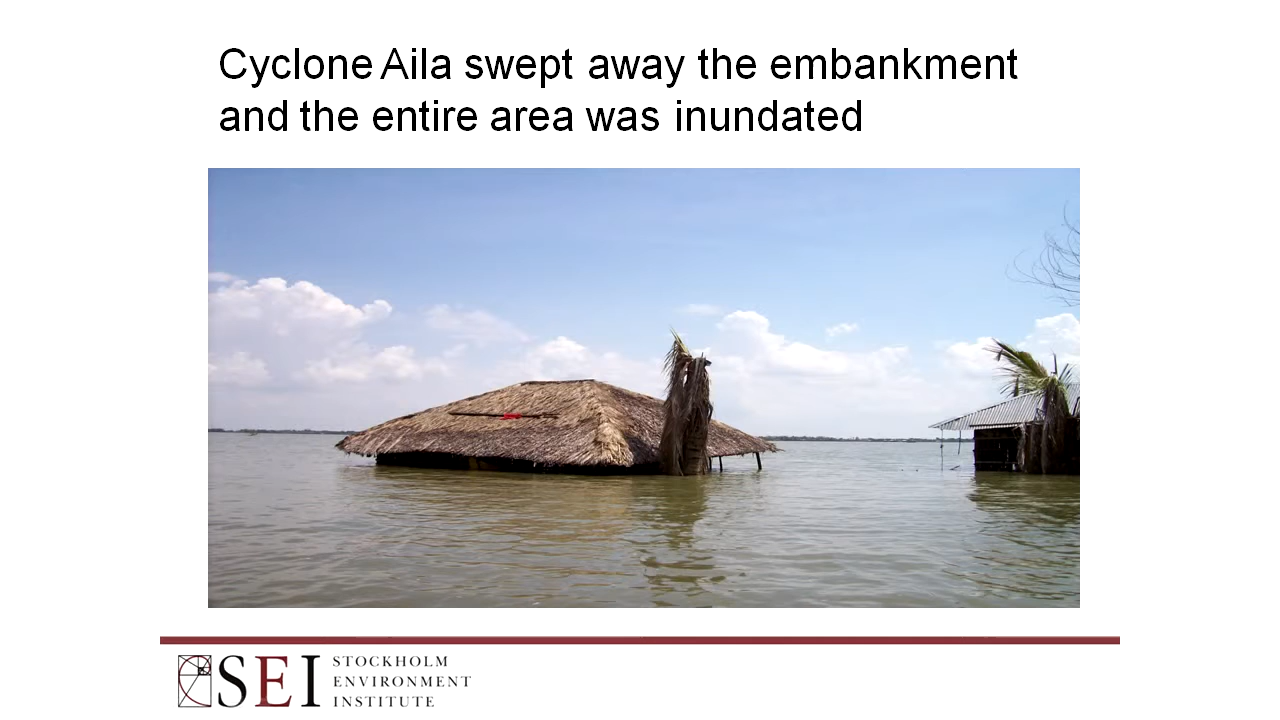 Cyclone Aila swept away the embankment
and the entire area was inundated
SEI
STOCKHOLM
ENVIRONMENT
INSTITUTE